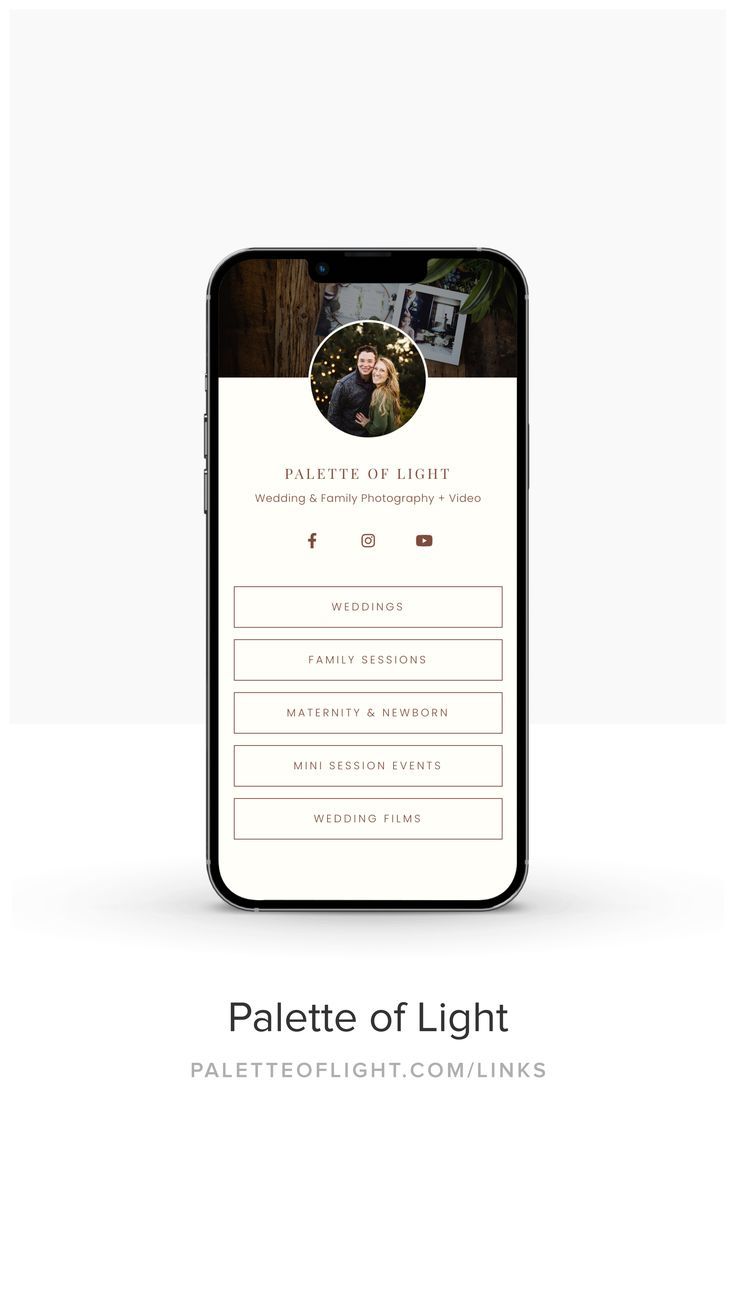 PALETTE OF LIGHT
Wedding & Family Photography + Video
WEDDINGS
FAMILY SESSIONS
MATERNITY & NEWBORN
MINI SESSION EVENTS
WEDDING FILMS
Palette of Light
PALETTEOFLIGHT.COM/LINKS